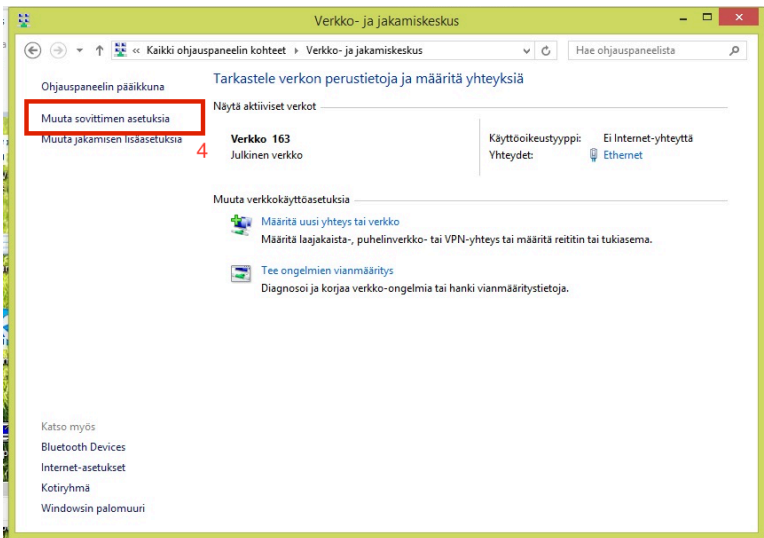 Verkko- ja jakamiskeskus
« Kaikki ohjauspaneelin kohteet Verkko- ja jakamiskeskus
Hae ohjauspaneelista
Ohjauspaneelin pääikkuna
Muuta sovittimen asetuksia
Muuta jakamisen lisäasetuksia
4
Tarkastele verkon perustietoja ja määritä yhteyksiä
Näytä aktiiviset verkot
Verkko 163
Julkinen verkko
Käyttöoikeustyyppi: Ei Internet-yhteyttä
Yhteydet: Ethernet
Muuta verkkokäyttöasetuksia
Määritä uusi yhteys tai verkko
Määritä laajakaista-, puhelinverkko- tai VPN-yhteys tai määritä reititin tai tukiasema.
Tee ongelmien vianmääritys
Diagnosoi ja korjaa verkko-ongelmia tai hanki vianmääritystietoja.
Katso myös
Bluetooth Devices
Internet-asetukset
Kotiryhmä
Windowsin palomuuri